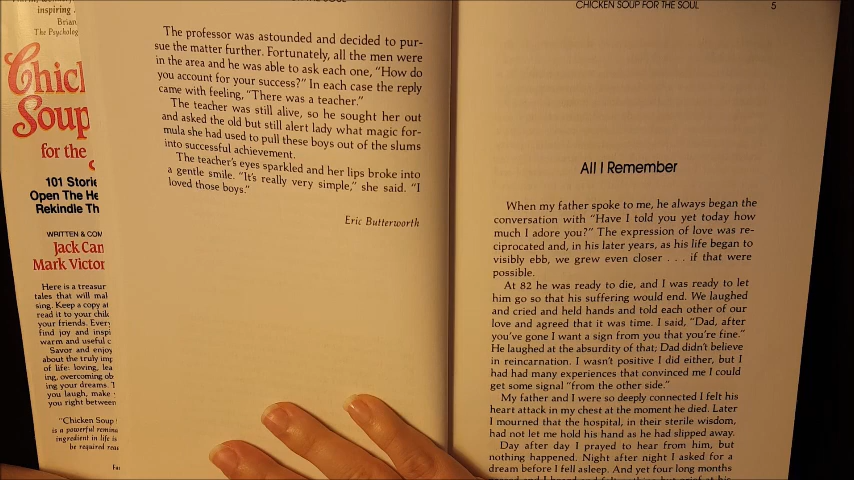 inspiring
Brian
The Psycholog
Chick
Soup
for the
101 Storie
Open The He
Rekindle Th
WRITTEN & COM
Jack Can
Mark Victor
Here is a treasur
tales that will mal
sing. Keep a copy at
read it to your chil
your friends. Every
find joy and inspi
warm and useful c
Savor and enjoy
about the truly imp
of life: loving, lea
ing, overcoming ob
ing your dreams. T
you laugh, make
you right between
"Chicken Soup
is a powerful remin
ingredient in life is
he required rea
The professor was astounded and decided to pur-
sue the matter further. Fortunately, all the men were
in the area and he was able to ask each one, "How do
you account for your success?" In each case the reply
came with feeling, "There was a teacher."
The teacher was still alive, so he sought her out
and asked the old but still alert lady what magic for-
mula she had used to pull these boys out of the slums
into successful achievement.
The teacher's eyes sparkled and her lips broke into
a gentle smile. "It's really very simple," she said. "I
loved those boys."
Eric Butterworth
CHICKEN SOUP FOR THE SOUL 5
All I Remember
When my father spoke to me, he always began the
conversation with "Have I told you yet today how
much I adore you?" The expression of love was re-
ciprocated and, in his later years, as his life began to
visibly ebb, we grew even closer . . . if that were
possible.
At 82 he was ready to die, and I was ready to let
him go so that his suffering would end. We laughed
and cried and held hands and told each other of our
love and agreed that it was time. I said, "Dad, after
you've gone I want a sign from you that you're fine."
He laughed at the absurdity of that; Dad didn't believe
in reincarnation. I wasn't positive I did either, but I
had had many experiences that convinced me I could
get some signal "from the other side."
My father and I were so deeply connected I felt his
heart attack in my chest at the moment he died. Later
I mourned that the hospital, in their sterile wisdom,
had not let me hold his hand as he had slipped away.
Day after day I prayed to hear from him, but
nothing happened. Night after night I asked for a
dream before I fell asleep. And yet four long months